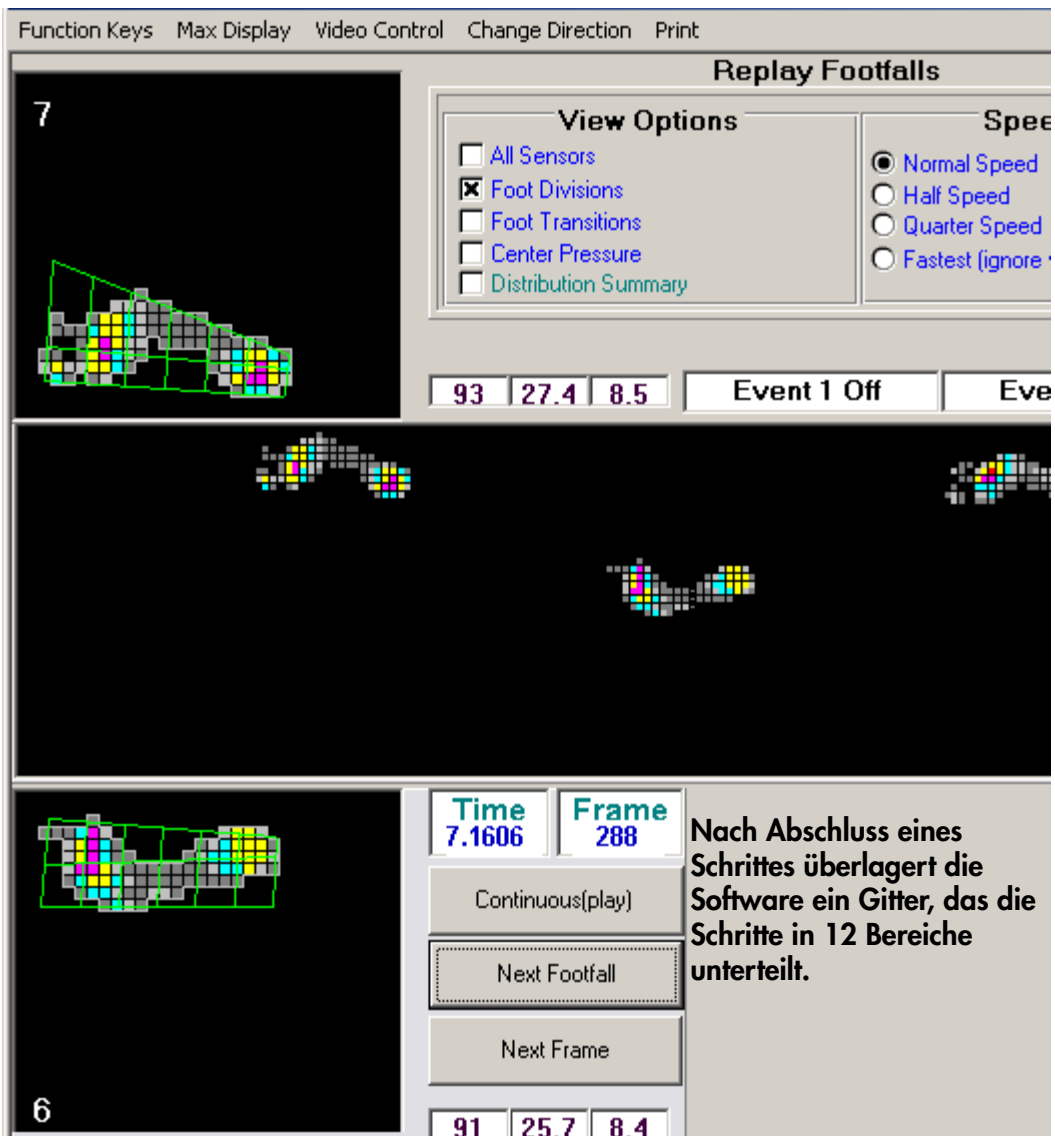 Function Keys Max Display Video Control Change Direction Print
Replay Footfalls
7
View Options
All Sensors
Foot Divisions
Foot Transitions
Center Pressure
Distribution Summary
Normal Speed
Half Speed
Quarter Speed
Fastest (ignore
93 27.4 8.5
Event 1 Off
Time
7.1606
Frame
288
Continuous(play)
Next Footfall
Next Frame
Nach Abschluss eines
Schrittes überlagert die
Software ein Gitter, das die
Schritte in 12 Bereiche
unterteilt.
6
91 25.7 8.4